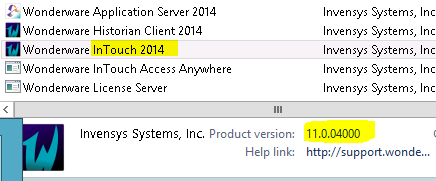 Wonderware Application Server 2014 Invensys Systems, Inc.
Wonderware Historian Client 2014 Invensys Systems, Inc.
Wonderware InTouch 2014 Invensys Systems, Inc.
Wonderware InTouch Access Anywhere Invensys Systems, Inc.
Wonderware License Server Invensys Systems, Inc.
Invensys Systems, Inc. Product version: 11.0.04000
Help link: http://support.wonde...